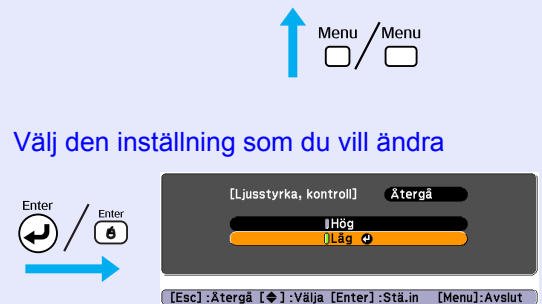 Menu Menu
Välj den inställning som du vill ändra
Enter Enter
[Ljusstyrka, kontroll] Återgå
Hög
Låg
[Esc]:Återgå [◆]:Välja [Enter]:Stä.in [Menu]:Avslut